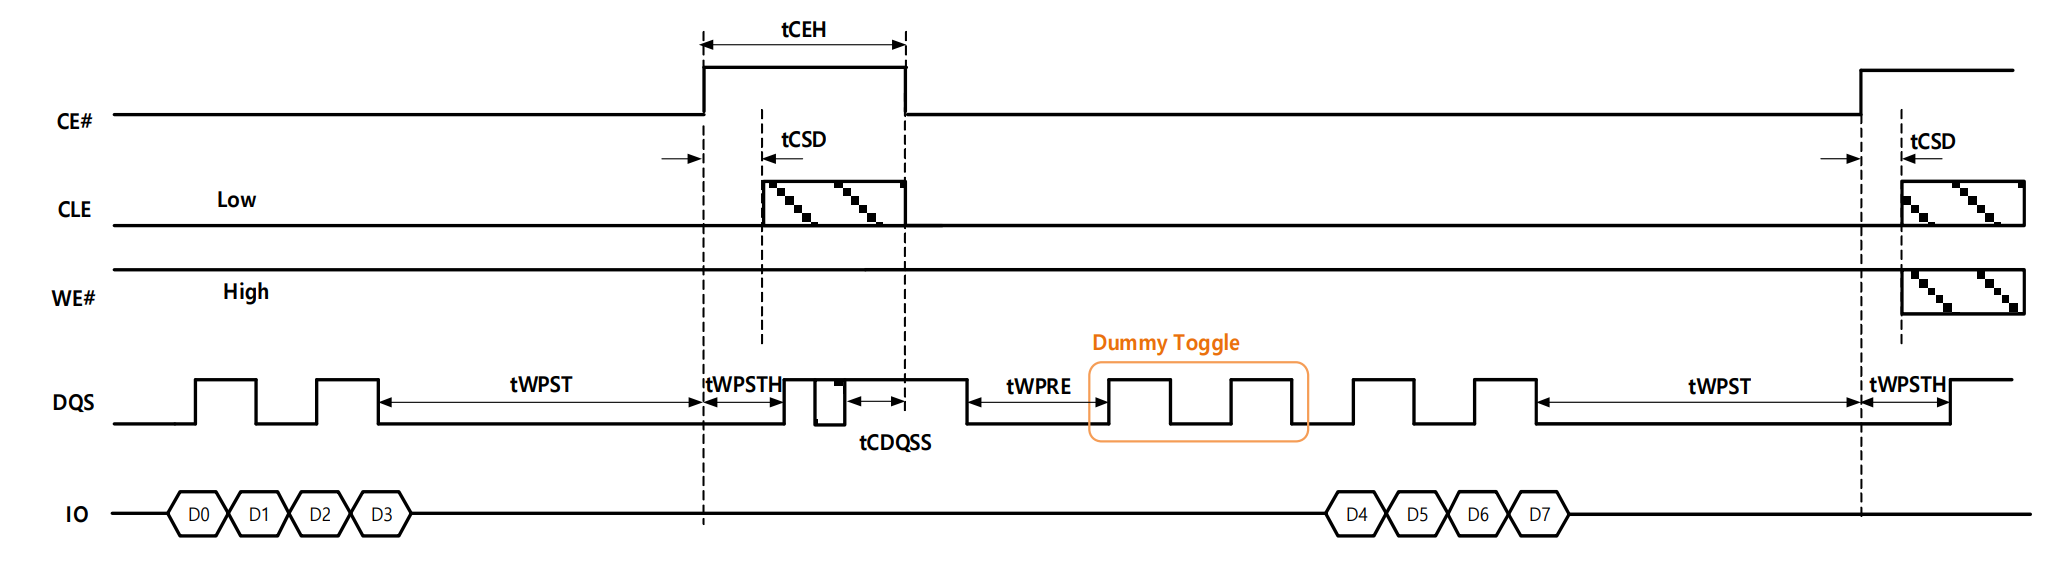 tCEH
CE#
tCSD
tCSD
CLE
Low
WE#
High
Dummy Toggle
DQS
tWPST
tWPSTH
tWPRE
tWPST
tWPSTH
tCDQSS
IO
D0
D1
D2
D3
D4
D5
D6
D7